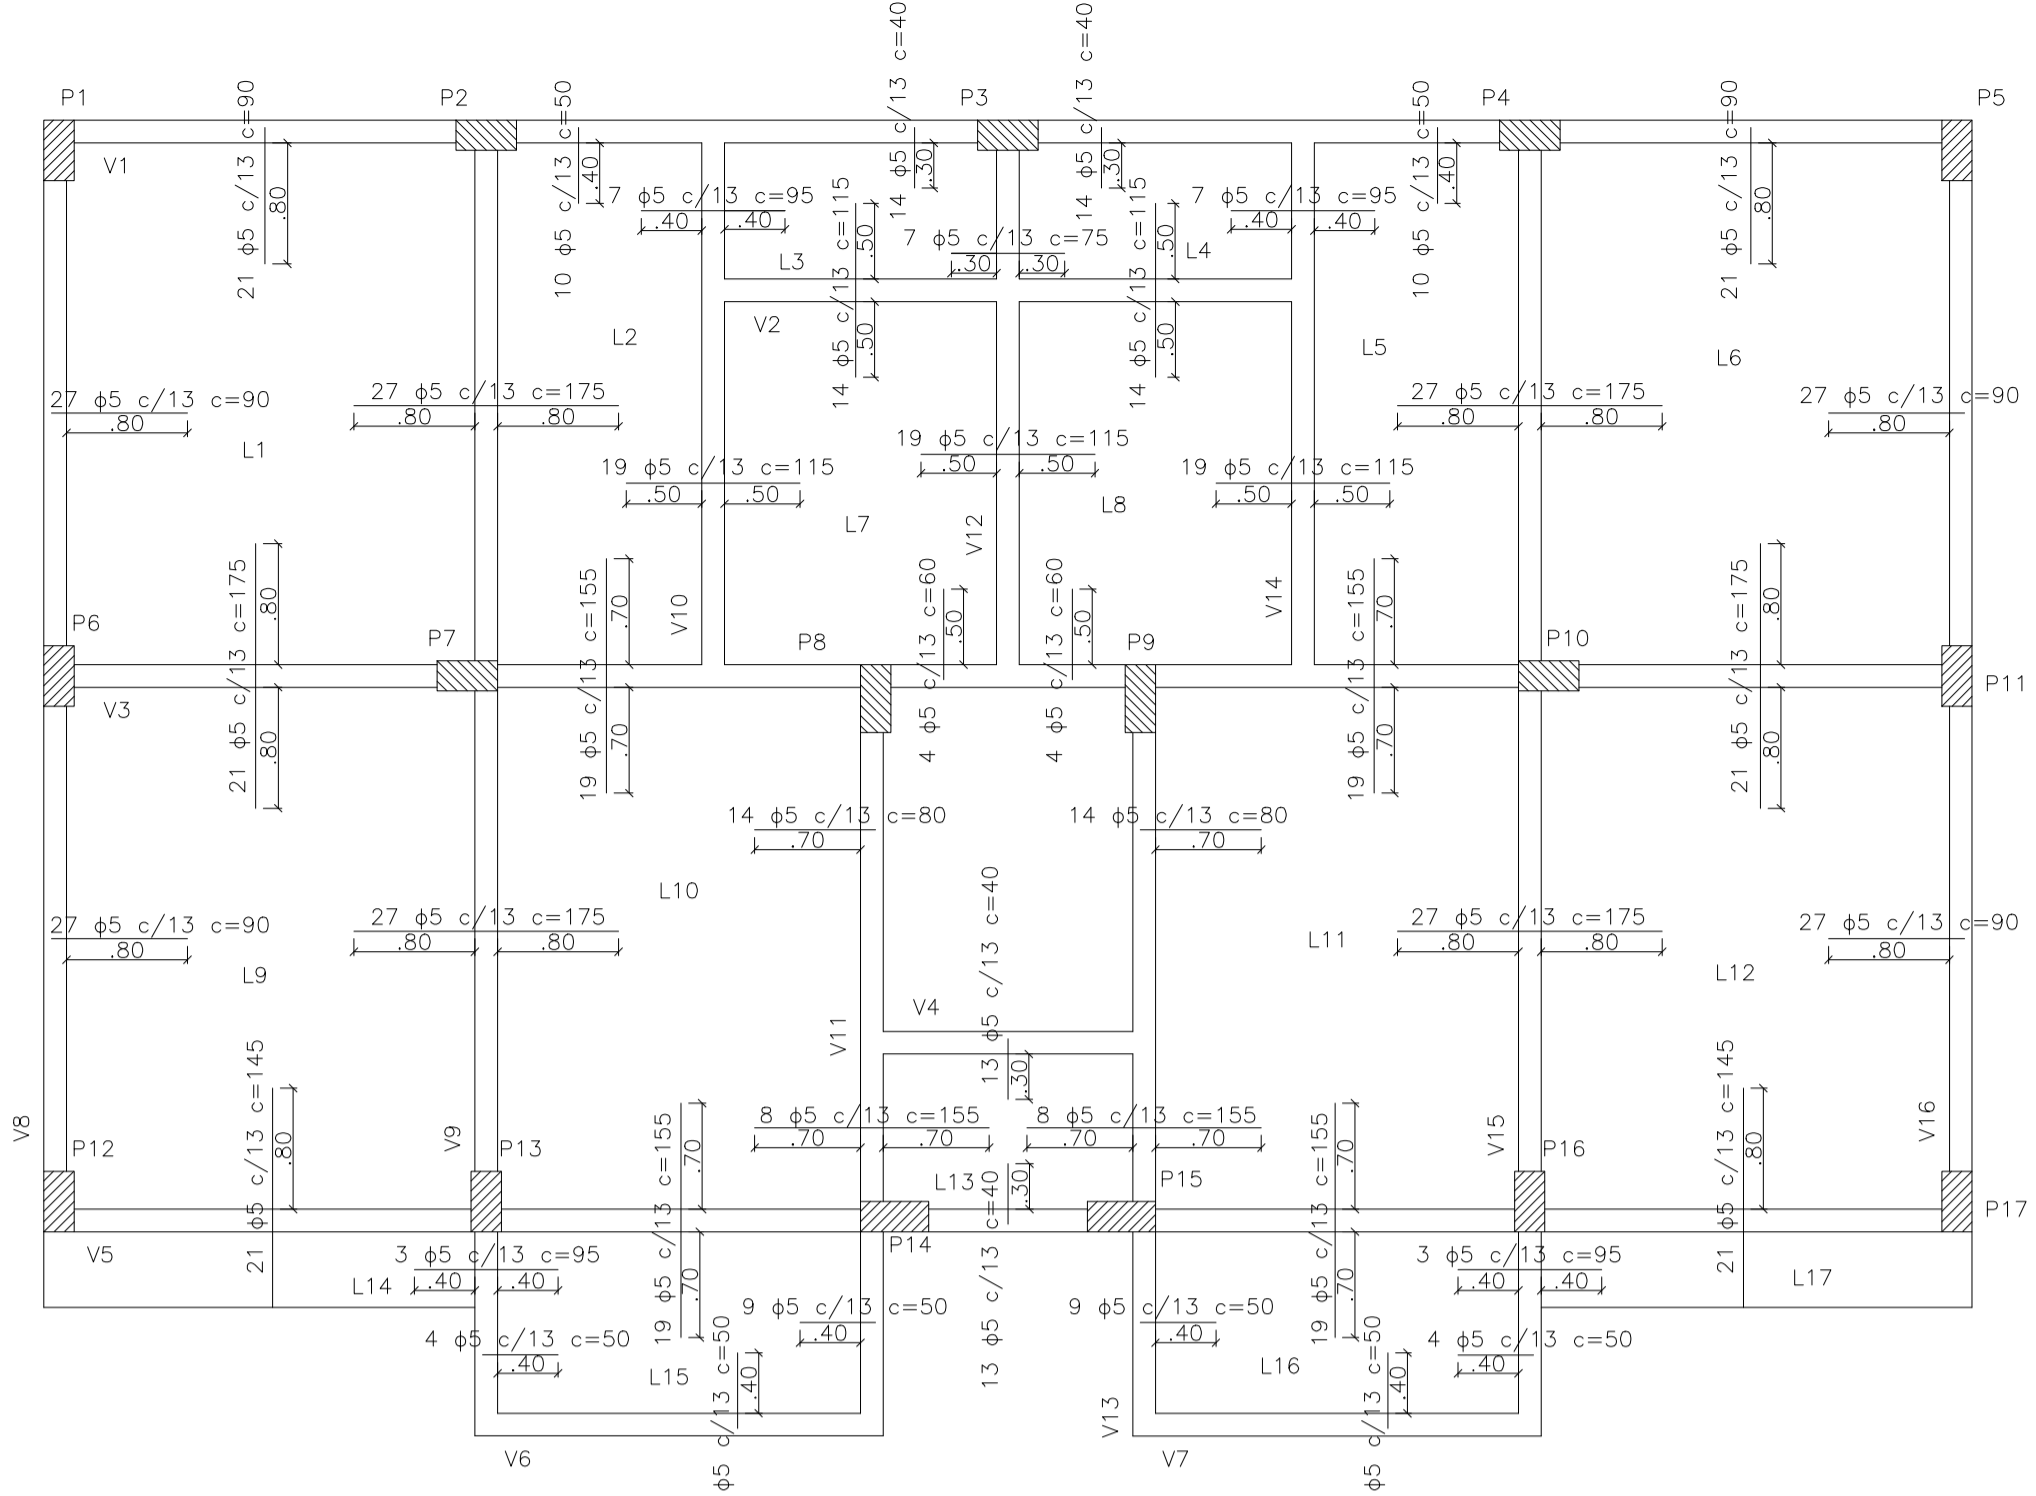 P1
P2
P3
P4
P5
V1
21 ϕ5 c/13 c=90
.80
10 ϕ5 c/13 c=50
.40
14 ϕ5 c/13 c=40
.30
14 ϕ5 c/13 c=40
.30
10 ϕ5 c/13 c=50
.40
21 ϕ5 c/13 c=90
.80
7 ϕ5 c/13 c=95
.40 .40
7 ϕ5 c/13 c=95
.40 .40
7 ϕ5 c/13 c=75
.30 .30
L3
L4
14 ϕ5 c/13 c=115
.50
.50
14 ϕ5 c/13 c=115
.50
.50
V2
L2
L5
L6
27 ϕ5 c/13 c=90
.80
27 ϕ5 c/13 c=175
.80 .80
27 ϕ5 c/13 c=175
.80 .80
27 ϕ5 c/13 c=90
.80
L1
19 ϕ5 c/13 c=115
.50 .50
19 ϕ5 c/13 c=115
.50 .50
19 ϕ5 c/13 c=115
.50 .50
L7
L8
V12
V10
V14
P6
P7
P8
P9
P10
P11
21 ϕ5 c/13 c=175
.80
.80
19 ϕ5 c/13 c=155
.70
.70
4 ϕ5 c/13 c=60
.50
4 ϕ5 c/13 c=60
.50
19 ϕ5 c/13 c=155
.70
.70
21 ϕ5 c/13 c=175
.80
.80
V3
14 ϕ5 c/13 c=80
.70
14 ϕ5 c/13 c=80
.70
L10
L11
27 ϕ5 c/13 c=90
.80
27 ϕ5 c/13 c=175
.80 .80
27 ϕ5 c/13 c=175
.80 .80
27 ϕ5 c/13 c=90
.80
L9
L12
V4
13 ϕ5 c/13 c=40
.30
V11
V8
V9
V15
V16
8 ϕ5 c/13 c=155
.70 .70
8 ϕ5 c/13 c=155
.70 .70
P12
P13
P15
P16
P17
L13
P14
21 ϕ5 c/13 c=145
.80
19 ϕ5 c/13 c=155
.70
.70
13 ϕ5 c/13 c=40
.30
19 ϕ5 c/13 c=155
.70
.70
21 ϕ5 c/13 c=145
.80
V5
3 ϕ5 c/13 c=95
.40 .40
3 ϕ5 c/13 c=95
.40 .40
L14
L17
9 ϕ5 c/13 c=50
.40
9 ϕ5 c/13 c=50
.40
4 ϕ5 c/13 c=50
.40
4 ϕ5 c/13 c=50
.40
L15
L16
ϕ5 c/13 c=50
.40
ϕ5 c/13 c=50
.40
V13
V6
V7